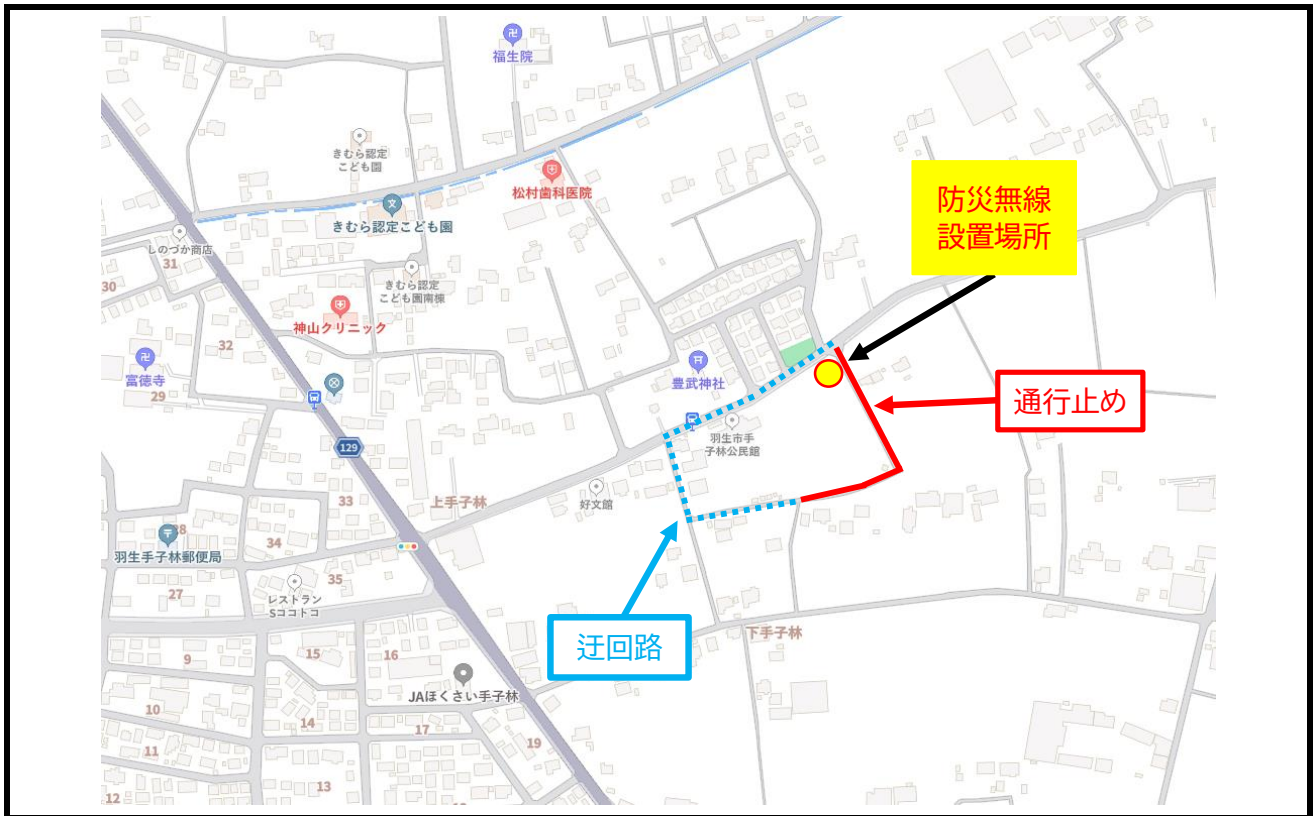 福生院
きむら認定
こども園
松村歯科医院
きむら認定こども園
しのづか商店
31
30
きむら認定
こども園南棟
神山クリニック
32
富徳寺
29
防災無線
設置場所
豊武神社
通行止め
羽生市手
子林公民館
129
33
上手子林
好文館
28
34
羽生手子林郵便局
35
27
レストラン
Sココトコ
迂回路
下手子林
9
15
16
JAほくさい手子林
10
14
17
11
19
13
12